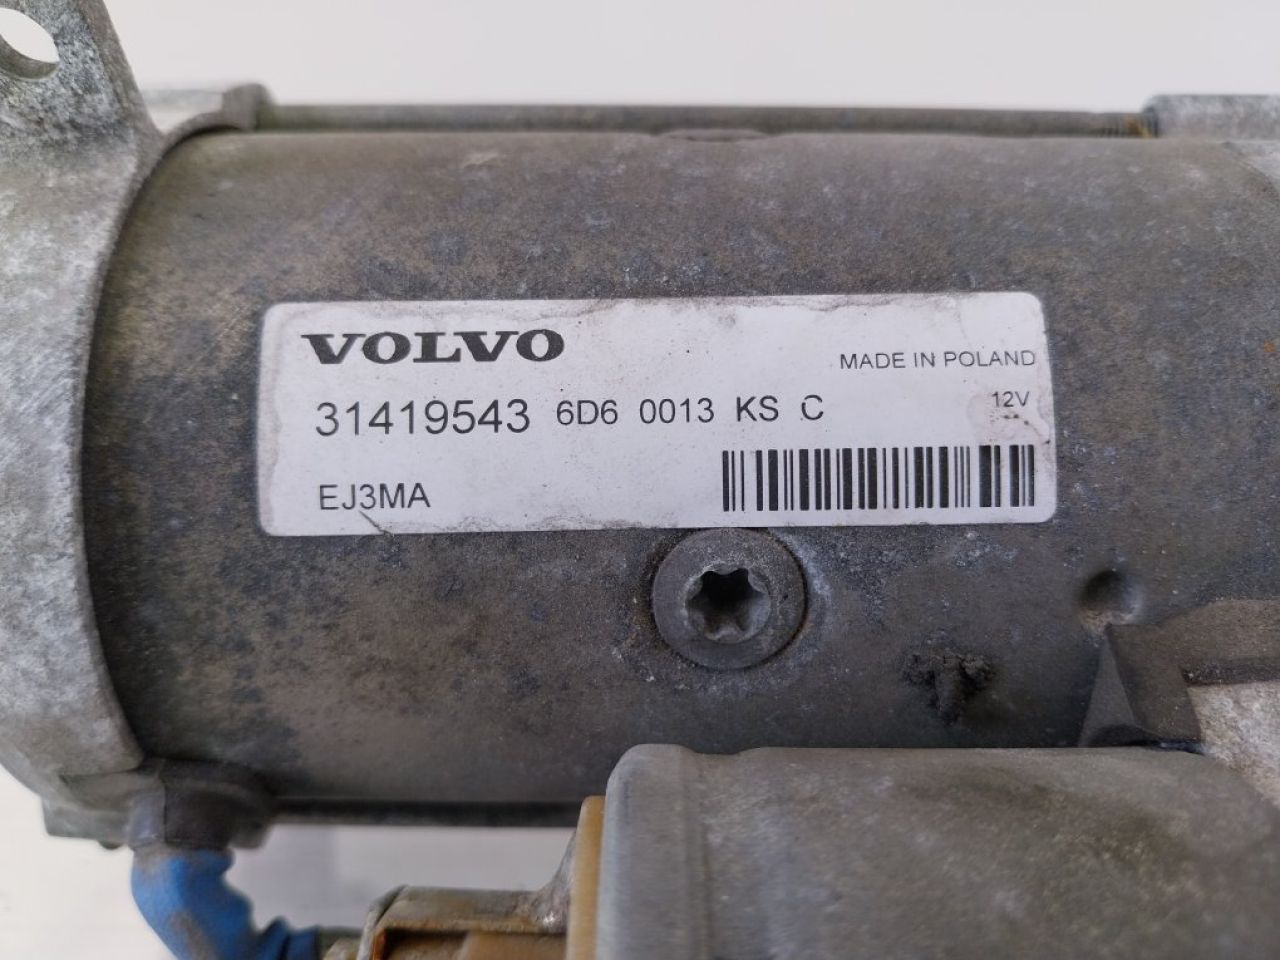 VOLVO
MADE IN POLAND
31419543 6D6 0013 KS C
12V
EJ3MA